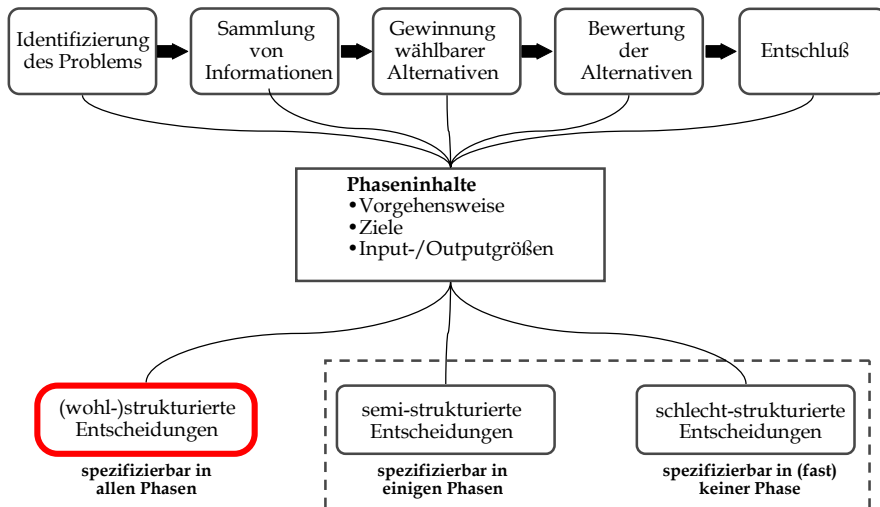 Identifizierung
des Problems
Sammlung
von
Informationen
Gewinnung
wählbarer
Alternativen
Bewertung
der
Alternativen
Entschluß
Phaseninhalte
•Vorgehensweise
•Ziele
•Input-/Outputgrößen
(wohl-)strukturierte
Entscheidungen
spezifizierbar in
allen Phasen
semi-strukturierte
Entscheidungen
spezifizierbar in
einigen Phasen
schlecht-strukturierte
Entscheidungen
spezifizierbar in (fast)
keiner Phase